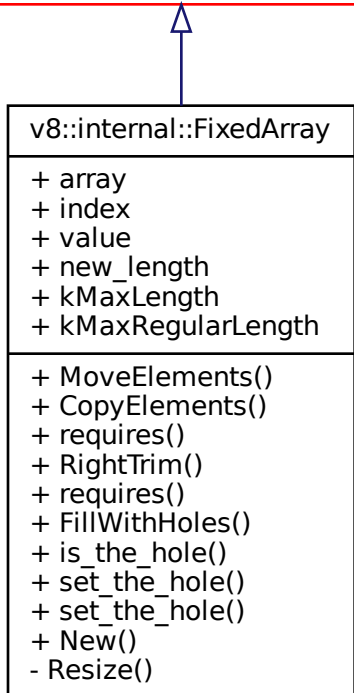 v8::internal::FixedArray
+ array
+ index
+ value
+ new_length
+ kMaxLength
+ kMaxRegularLength
+ MoveElements()
+ CopyElements()
+ requires()
+ RightTrim()
+ requires()
+ FillWithHoles()
+ is_the_hole()
+ set_the_hole()
+ set_the_hole()
+ New()
- Resize()